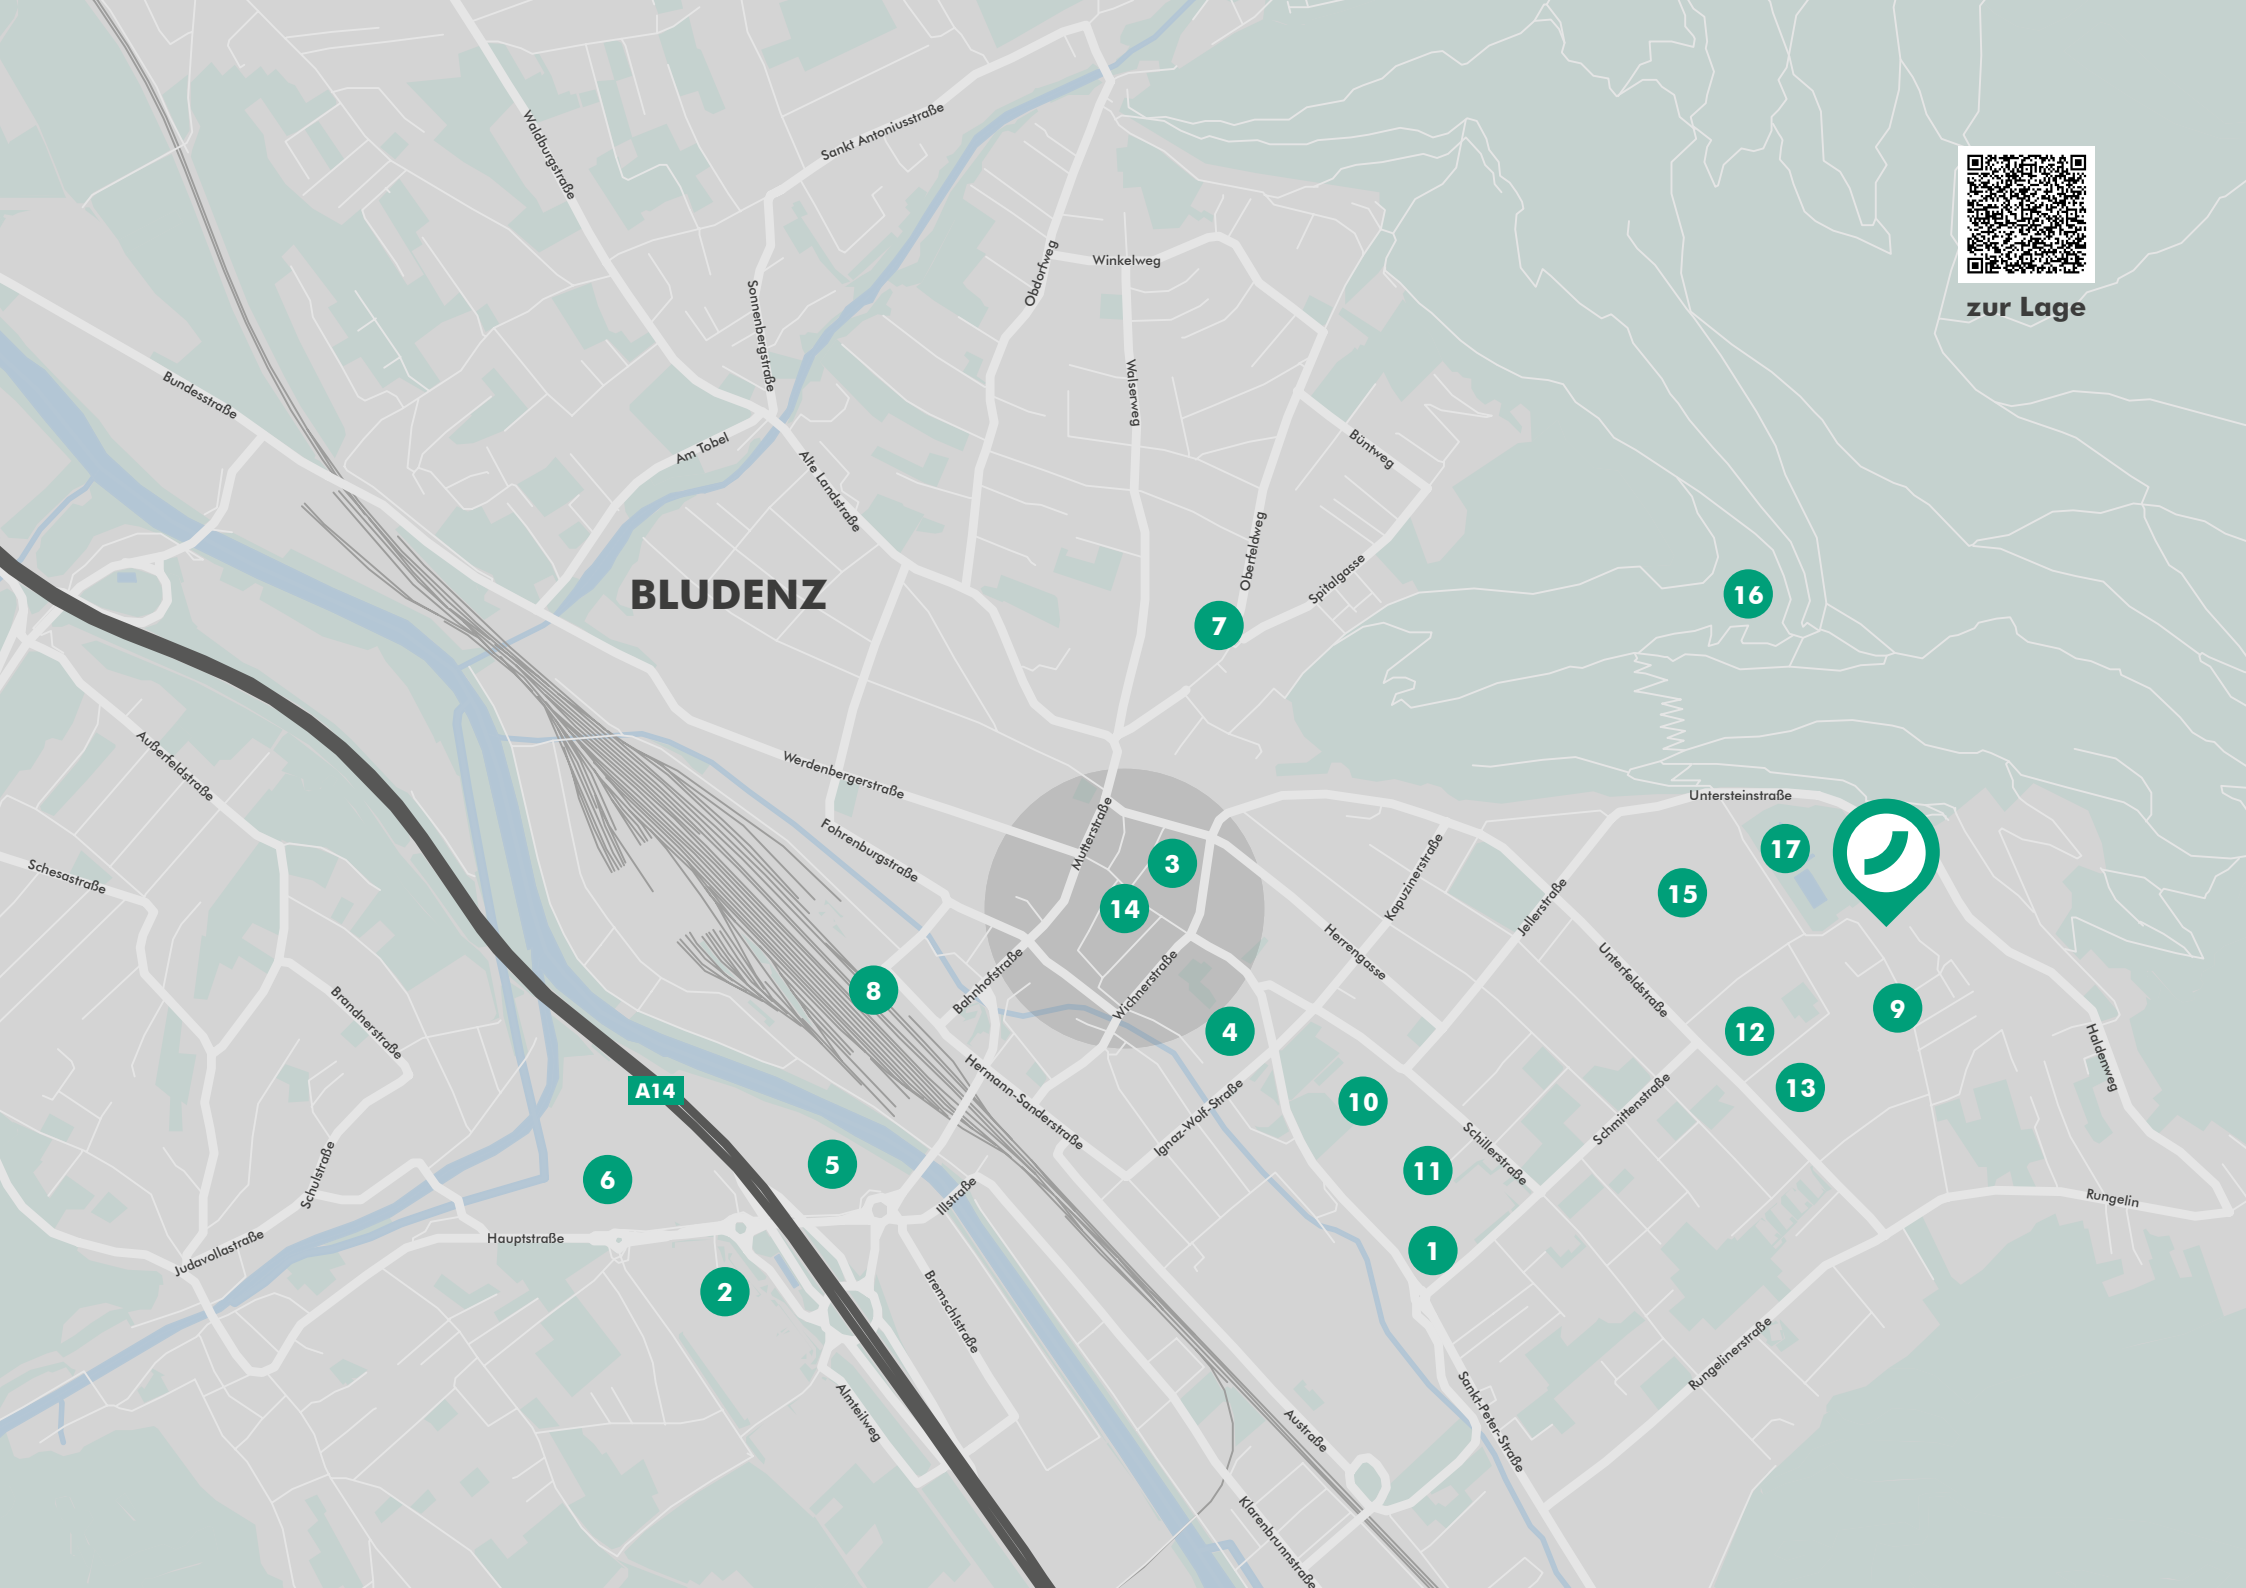 Sankt Antoniusstraße
Waldburgstraße
Winkelweg
Obdorfweg
zur Lage
Sonnenbergstraße
Walserweg
Bundesstraße
Am Tobel
Alte Landstraße
Büntweg
Oberfeldweg
Spitalgasse
BLUDENZ
16
7
Außerfeldstraße
Werdenbergerstraße
Untersteinstraße
Mutterstraße
Fohrenburgstraße
3
17
Schesastraße
Kapuzinerstraße
15
14
Jellerstraße
Herrengasse
Unterfeldstraße
8
Bahnhofstraße
Wichnerstraße
9
Brandnerstraße
4
12
Haldenweg
A14
Hermann-Sanderstraße
13
10
Ignaz-Wolf-Straße
Schmittenstraße
Schillerstraße
5
11
6
Schulstraße
Illstraße
Rungelin
Judavollastraße
Hauptstraße
1
2
Bremschlstraße
Rungelinerstraße
Almteilweg
Sankt-Peter-Straße
Austraße
Klarenbrunnstraße